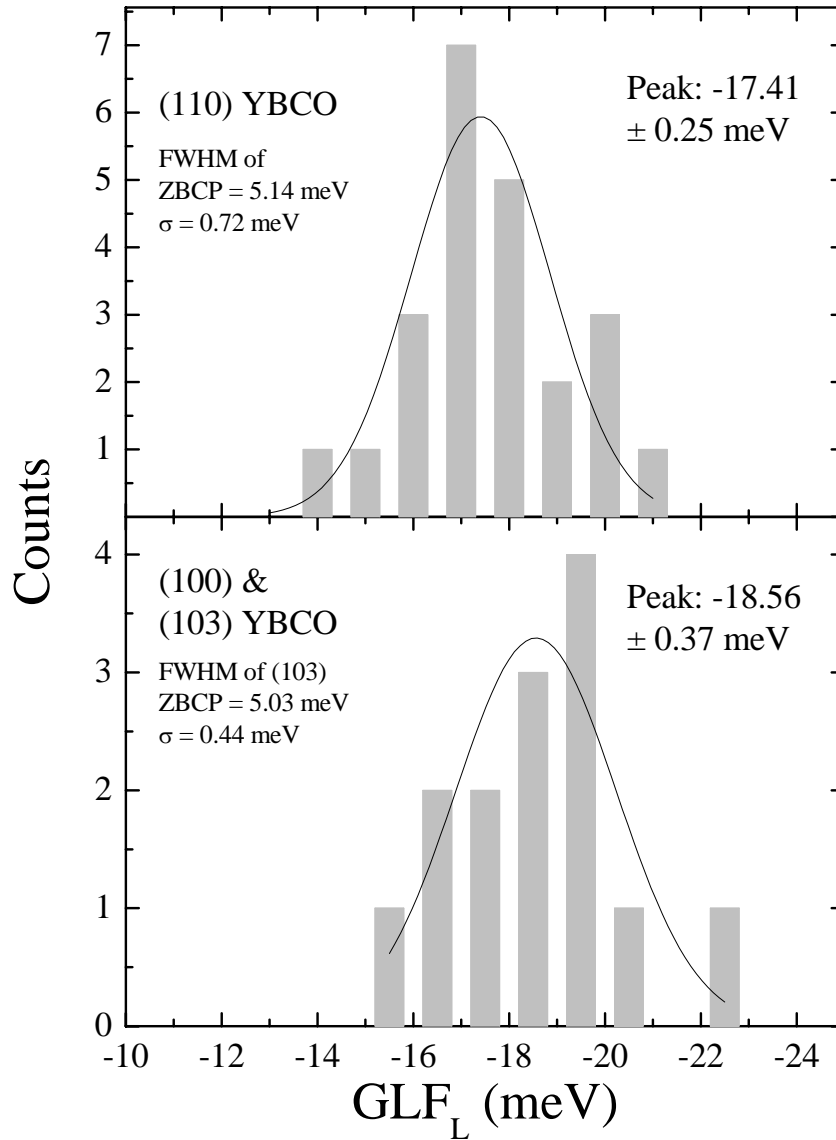 7
6
5
4
3
2
1
(110) YBCO
FWHM of
ZBCP = 5.14 meV
σ = 0.72 meV
Peak: -17.41
± 0.25 meV
Counts
4
3
2
1
0
(100) &
(103) YBCO
FWHM of (103)
ZBCP = 5.03 meV
σ = 0.44 meV
Peak: -18.56
± 0.37 meV
-10 -12 -14 -16 -18 -20 -22 -24
GLF_L (meV)